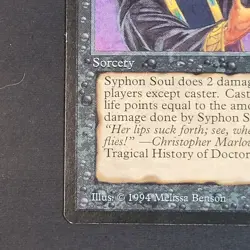 Sorcery
Syphon Soul does 2 damag
players except caster. Cast
life points equal to the amo
damage done by Syphon S
"Her lips suck forth; see, whe
flies!" —Christopher Marlow
Tragical History of Doctor
Illus. © 1994 Melissa Benson